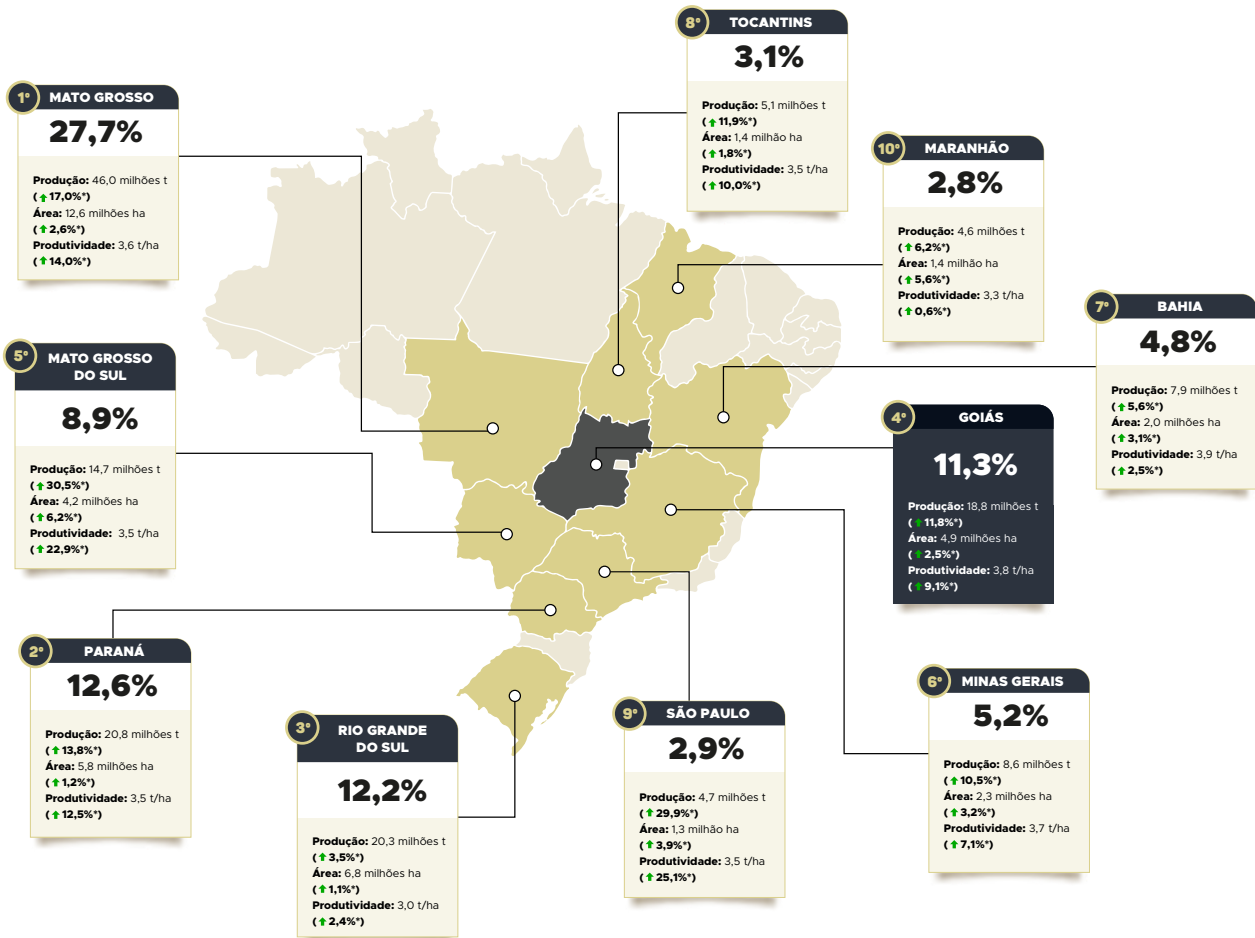 8º
TOCANTINS
3,1%
Produção: 5,1 milhões t
(⬆11,9%*)
Área: 1,4 milhão ha
(⬆1,8%*)
Produtividade: 3,5 t/ha
(⬆10,0%*)
1º
MATO GROSSO
27,7%
Produção: 46,0 milhões t
(⬆17,0%*)
Área: 12,6 milhões ha
(⬆2,6%*)
Produtividade: 3,6 t/ha
(⬆14,0%*)
10º
MARANHÃO
2,8%
Produção: 4,6 milhões t
(⬆6,2%*)
Área: 1,4 milhão ha
(⬆5,6%*)
Produtividade: 3,3 t/ha
(⬆0,6%*)
7º
BAHIA
4,8%
Produção: 7,9 milhões t
(⬆5,6%*)
Área: 2,0 milhões ha
(⬆3,1%*)
Produtividade: 3,9 t/ha
(⬆2,5%*)
5º
MATO GROSSO
DO SUL
8,9%
Produção: 14,7 milhões t
(⬆30,5%*)
Área: 4,2 milhões ha
(⬆6,2%*)
Produtividade: 3,5 t/ha
(⬆22,9%*)
4º
GOIÁS
11,3%
Produção: 18,8 milhões t
(⬆11,8%*)
Área: 4,9 milhões ha
(⬆2,5%*)
Produtividade: 3,8 t/ha
(⬆9,1%*)
2º
PARANÁ
12,6%
Produção: 20,8 milhões t
(⬆13,8%*)
Área: 5,8 milhões ha
(⬆1,2%*)
Produtividade: 3,5 t/ha
(⬆12,5%*)
3º
RIO GRANDE
DO SUL
12,2%
Produção: 20,3 milhões t
(⬆3,5%*)
Área: 6,8 milhões ha
(⬆1,1%*)
Produtividade: 3,0 t/ha
(⬆2,4%*)
9º
SÃO PAULO
2,9%
Produção: 4,7 milhões t
(⬆29,9%*)
Área: 1,3 milhão ha
(⬆3,9%*)
Produtividade: 3,5 t/ha
(⬆25,1%*)
6º
MINAS GERAIS
5,2%
Produção: 8,6 milhões t
(⬆10,5%*)
Área: 2,3 milhões ha
(⬆3,2%*)
Produtividade: 3,7 t/ha
(⬆7,1%*)